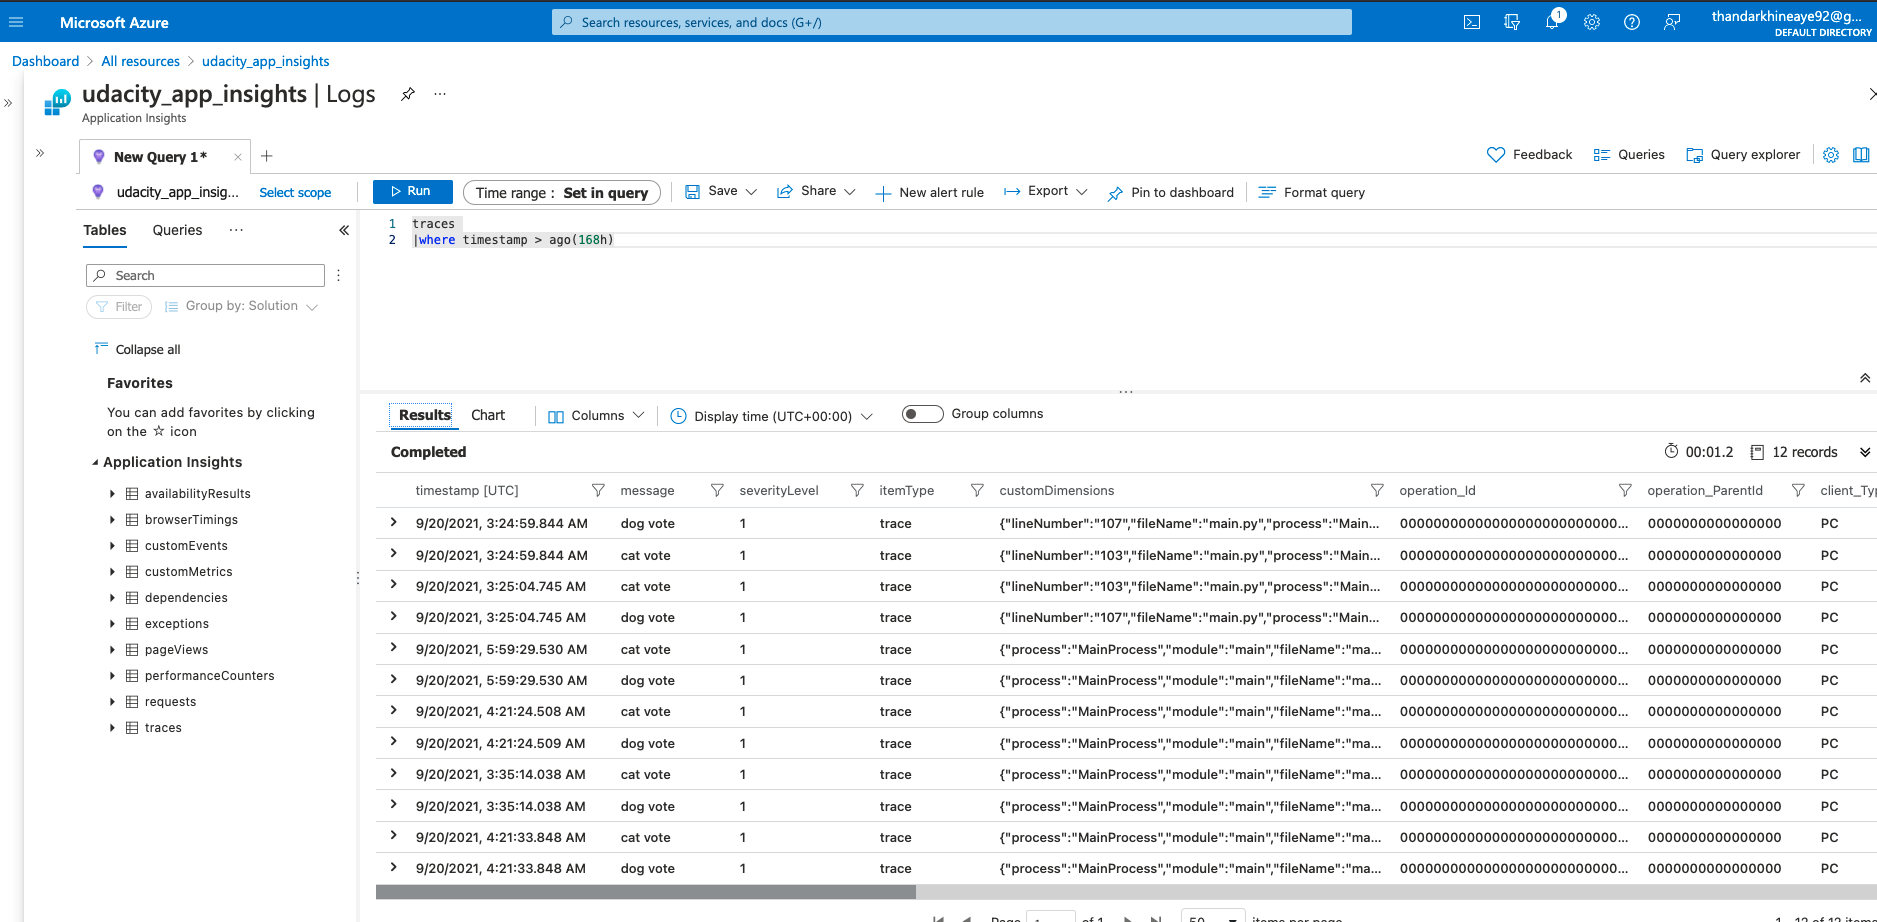 Microsoft Azure
Search resources, services, and docs (G+/)
1
thandarkhineaye92@g...
DEFAULT DIRECTORY
Dashboard > All resources > udacity_app_insights
udacity_app_insights | Logs
Application Insights
New Query 1*
Feedback
Queries
Query explorer
udacity_app_insig...
Select scope
Run
Time range : Set in query
Save
Share
New alert rule
Export
Pin to dashboard
Format query
Tables
Queries
1 traces
2 |where timestamp > ago(168h)
Search
Filter
Group by: Solution
Collapse all
Favorites
You can add favorites by clicking
on the ☆ icon
Application Insights
availabilityResults
browserTimings
customEvents
customMetrics
dependencies
exceptions
pageViews
performanceCounters
requests
traces
Results
Chart
Columns
Display time (UTC+00:00)
Group columns
Completed
00:01.2
12 records
timestamp [UTC] message severityLevel itemType customDimensions operation_Id operation_ParentId client_Typ
9/20/2021, 3:24:59.844 AM dog vote 1 trace {"lineNumber":"107","fileName":"main.py","process":"Main... 00000000000000000000000000... 0000000000000000 PC
9/20/2021, 3:24:59.844 AM cat vote 1 trace {"lineNumber":"103","fileName":"main.py","process":"Main... 00000000000000000000000000... 0000000000000000 PC
9/20/2021, 3:25:04.745 AM cat vote 1 trace {"lineNumber":"103","fileName":"main.py","process":"Main... 00000000000000000000000000... 0000000000000000 PC
9/20/2021, 3:25:04.745 AM dog vote 1 trace {"lineNumber":"107","fileName":"main.py","process":"Main... 00000000000000000000000000... 0000000000000000 PC
9/20/2021, 5:59:29.530 AM cat vote 1 trace {"process":"MainProcess","module":"main","fileName":"ma... 00000000000000000000000000... 0000000000000000 PC
9/20/2021, 5:59:29.530 AM dog vote 1 trace {"process":"MainProcess","module":"main","fileName":"ma... 00000000000000000000000000... 0000000000000000 PC
9/20/2021, 4:21:24.508 AM cat vote 1 trace {"process":"MainProcess","module":"main","fileName":"ma... 00000000000000000000000000... 0000000000000000 PC
9/20/2021, 4:21:24.509 AM dog vote 1 trace {"process":"MainProcess","module":"main","fileName":"ma... 00000000000000000000000000... 0000000000000000 PC
9/20/2021, 3:35:14.038 AM cat vote 1 trace {"process":"MainProcess","module":"main","fileName":"ma... 00000000000000000000000000... 0000000000000000 PC
9/20/2021, 3:35:14.038 AM dog vote 1 trace {"process":"MainProcess","module":"main","fileName":"ma... 00000000000000000000000000... 0000000000000000 PC
9/20/2021, 4:21:33.848 AM cat vote 1 trace {"process":"MainProcess","module":"main","fileName":"ma... 00000000000000000000000000... 0000000000000000 PC
9/20/2021, 4:21:33.848 AM dog vote 1 trace {"process":"MainProcess","module":"main","fileName":"ma... 00000000000000000000000000... 0000000000000000 PC
Page 1 of 1 50 items per page 1 - 12 of 12 items